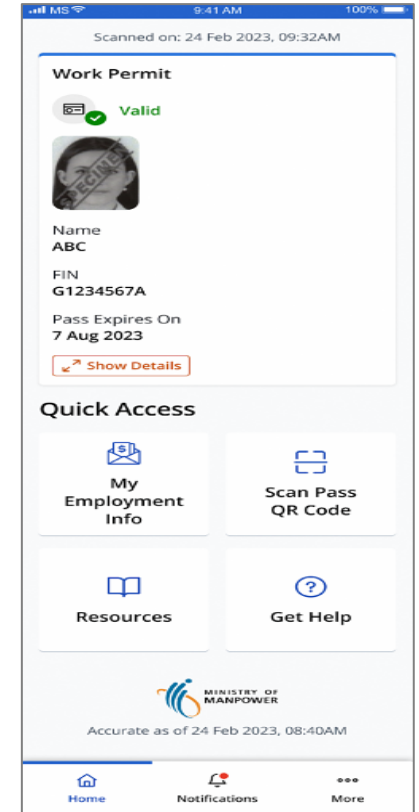 MS 9:41 AM 100%
Scanned on: 24 Feb 2023, 09:32AM
Work Permit
Valid
SPECIMEN
Name
ABC
FIN
G1234567A
Pass Expires On
7 Aug 2023
Show Details
Quick Access
My
Employment
Info
Scan Pass
QR Code
Resources
Get Help
MINISTRY OF
MANPOWER
Accurate as of 24 Feb 2023, 08:40AM
Home Notifications More